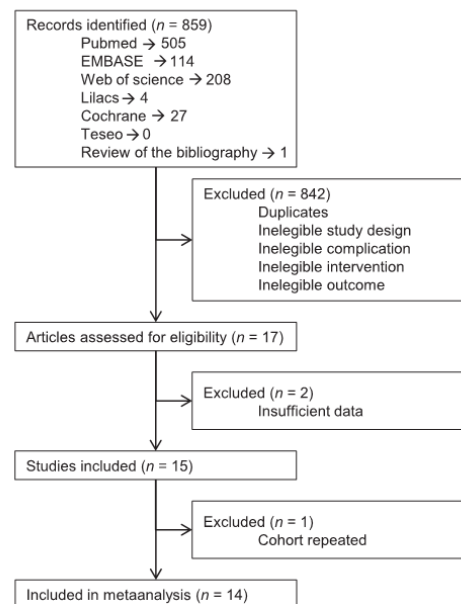 Records identified (n = 859)
Pubmed → 505
EMBASE → 114
Web of science → 208
Lilacs → 4
Cochrane → 27
Teseo → 0
Review of the bibliography → 1
Excluded (n = 842)
Duplicates
Inelegible study design
Inelegible complication
Inelegible intervention
Inelegible outcome
Articles assessed for eligibility (n = 17)
Excluded (n = 2)
Insufficient data
Studies included (n = 15)
Excluded (n = 1)
Cohort repeated
Included in metaanalysis (n = 14)